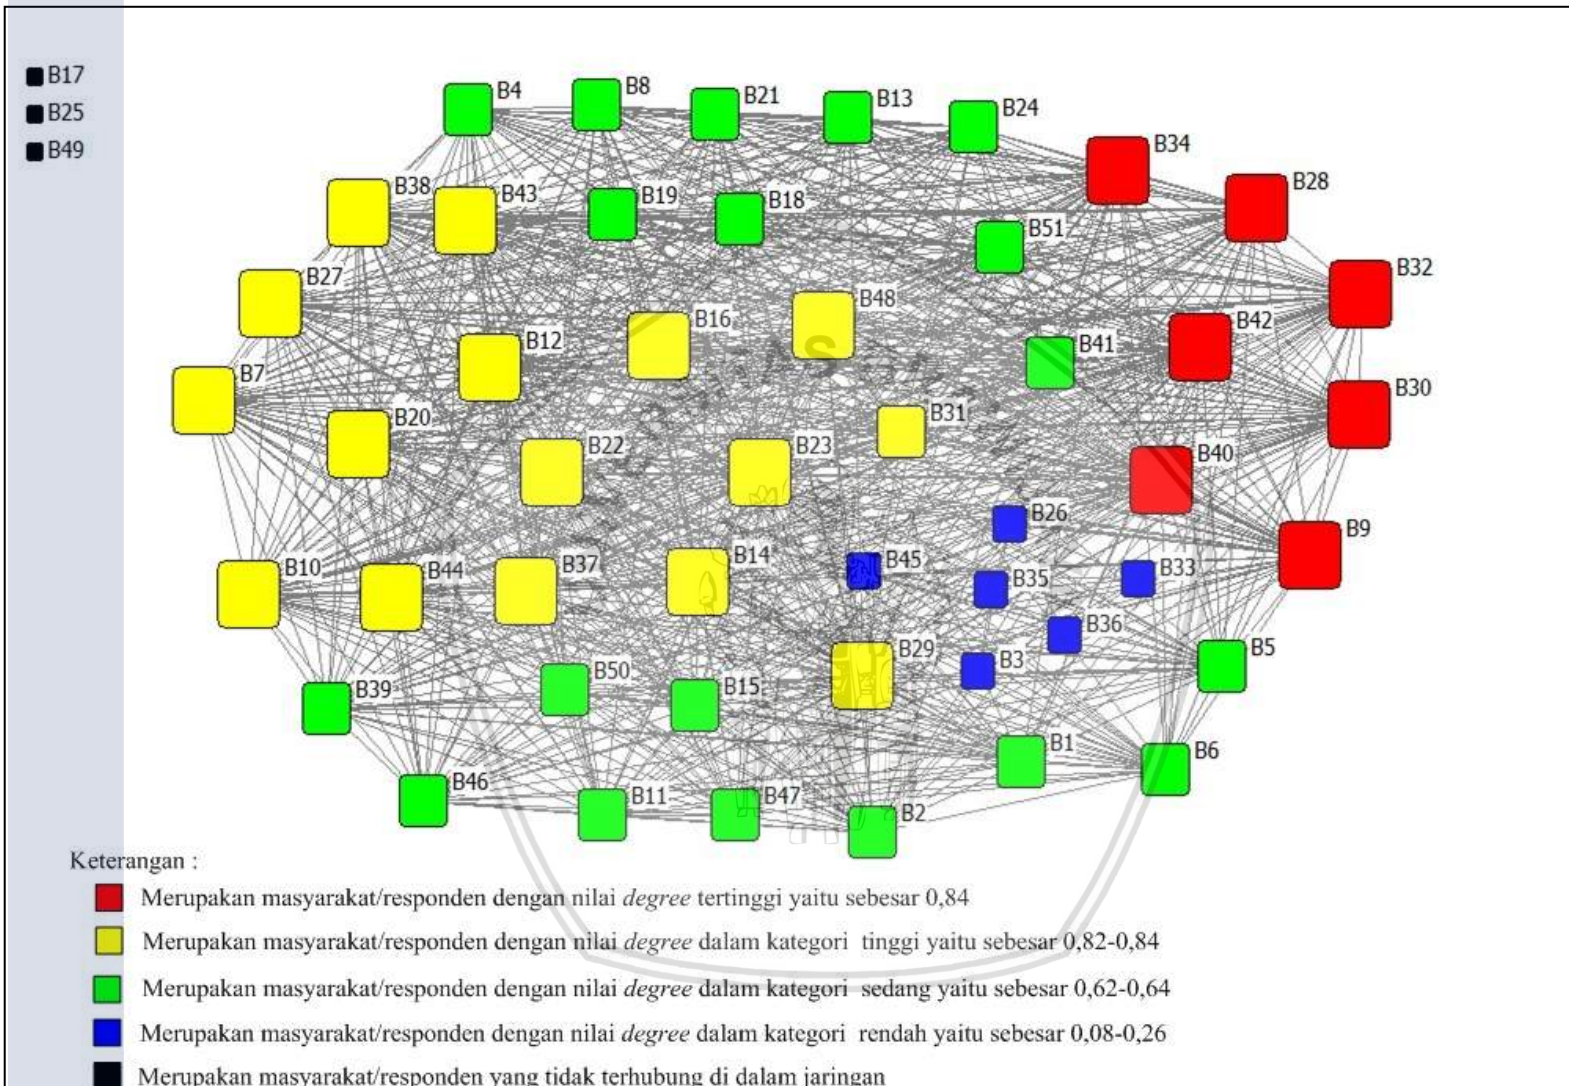 B17
B25
B49
B4
B8
B21
B13
B24
B34
B28
B38
B43
B19
B18
B51
B32
B27
B16
B48
B42
B12
B41
B7
B20
B31
B30
B22
B23
B40
B26
B9
B10
B44
B37
B14
B45
B35
B33
B36
B50
B15
B29
B3
B5
B39
B1
B6
B46
B11
B47
B2
Keterangan :
Merupakan masyarakat/responden dengan nilai degree tertinggi yaitu sebesar 0,84
Merupakan masyarakat/responden dengan nilai degree dalam kategori tinggi yaitu sebesar 0,82-0,84
Merupakan masyarakat/responden dengan nilai degree dalam kategori sedang yaitu sebesar 0,62-0,64
Merupakan masyarakat/responden dengan nilai degree dalam kategori rendah yaitu sebesar 0,08-0,26
Merupakan masyarakat/responden yang tidak terhubung di dalam jaringan